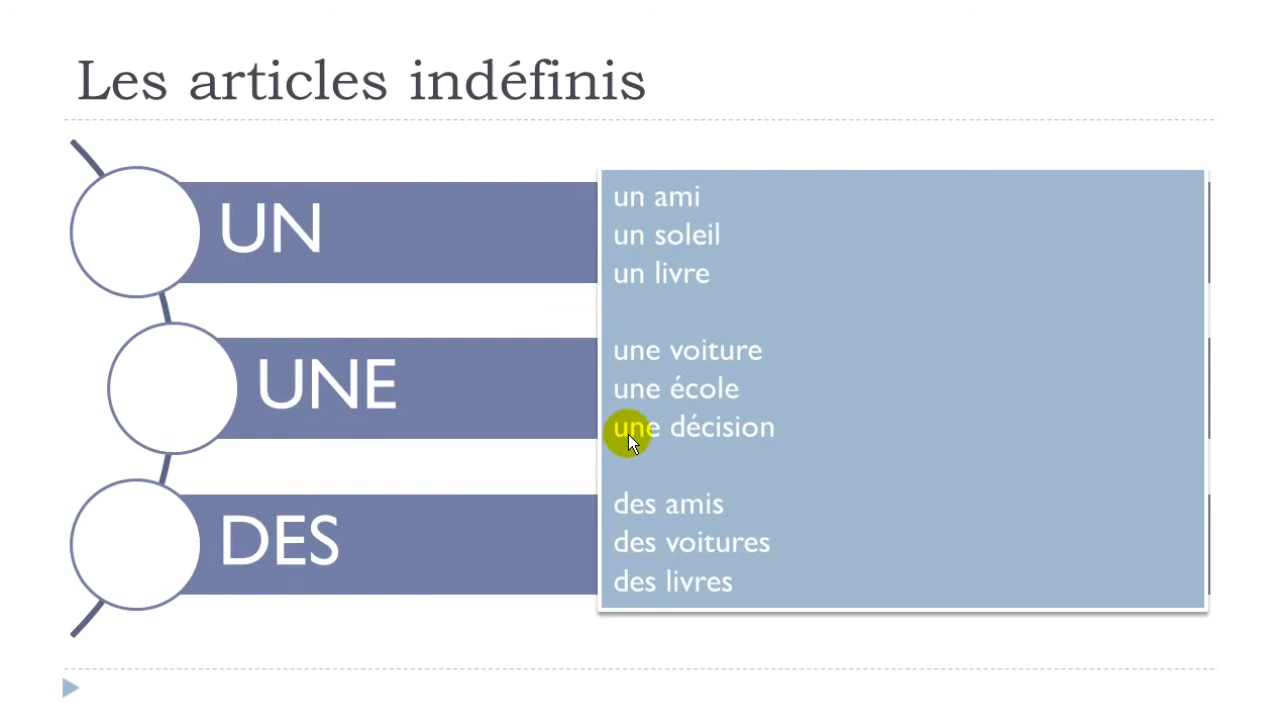 Les articles indéfinis
UN
un ami
un soleil
un livre
UNE
une voiture
une école
une décision
DES
des amis
des voitures
des livres